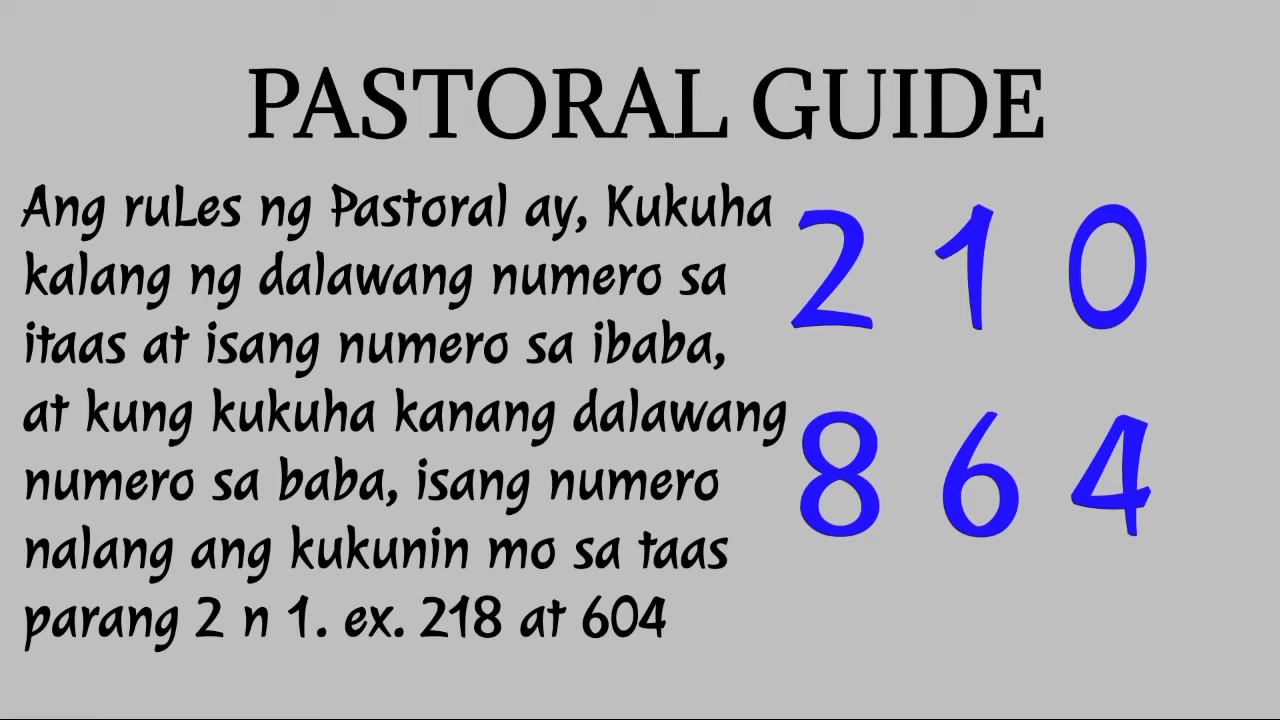 PASTORAL GUIDE
Ang ruLes ng Pastoral ay, Kukuha
kalang ng dalawang numero sa
itaas at isang numero sa ibaba,
at kung kukuha kanang dalawang
numero sa baba, isang numero
nalang ang kukunin mo sa taas
parang 2 n 1. ex. 218 at 604
2 1 0
8 6 4